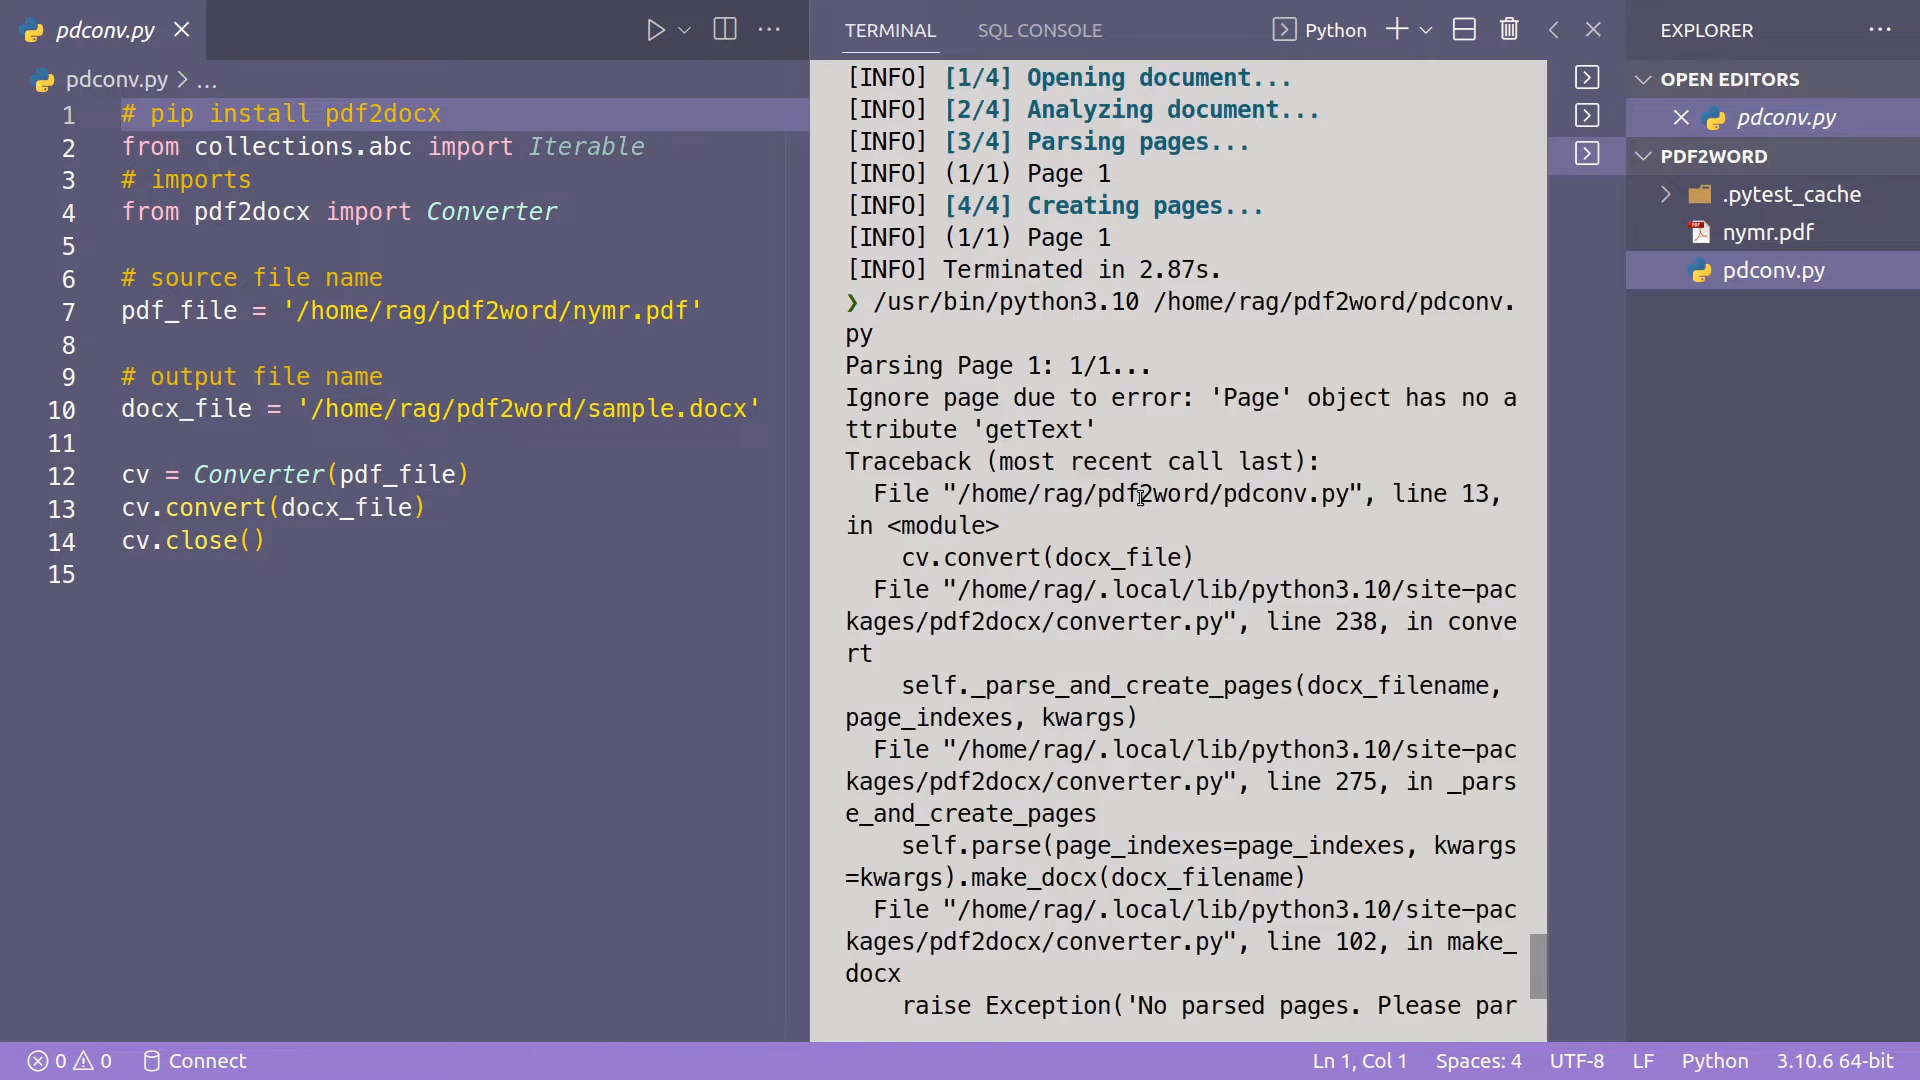 pdconv.py
pdconv.py > ...
1 # pip install pdf2docx
2 from collections.abc import Iterable
3 # imports
4 from pdf2docx import Converter
5
6 # source file name
7 pdf_file = '/home/rag/pdf2word/nymr.pdf'
8
9 # output file name
10 docx_file = '/home/rag/pdf2word/sample.docx'
11
12 cv = Converter(pdf_file)
13 cv.convert(docx_file)
14 cv.close()
15
TERMINAL SQL CONSOLE Python
[INFO] [1/4] Opening document...
[INFO] [2/4] Analyzing document...
[INFO] [3/4] Parsing pages...
[INFO] (1/1) Page 1
[INFO] [4/4] Creating pages...
[INFO] (1/1) Page 1
[INFO] Terminated in 2.87s.
❯ /usr/bin/python3.10 /home/rag/pdf2word/pdconv.
py
Parsing Page 1: 1/1...
Ignore page due to error: 'Page' object has no a
ttribute 'getText'
Traceback (most recent call last):
  File "/home/rag/pdf2word/pdconv.py", line 13,
in <module>
    cv.convert(docx_file)
  File "/home/rag/.local/lib/python3.10/site-pac
kages/pdf2docx/converter.py", line 238, in conve
rt
    self._parse_and_create_pages(docx_filename,
page_indexes, kwargs)
  File "/home/rag/.local/lib/python3.10/site-pac
kages/pdf2docx/converter.py", line 275, in _pars
e_and_create_pages
    self.parse(page_indexes=page_indexes, kwargs
=kwargs).make_docx(docx_filename)
  File "/home/rag/.local/lib/python3.10/site-pac
kages/pdf2docx/converter.py", line 102, in make_
docx
    raise Exception('No parsed pages. Please par
EXPLORER
OPEN EDITORS
pdconv.py
PDF2WORD
.pytest_cache
nymr.pdf
pdconv.py
0 0 Connect Ln 1, Col 1 Spaces: 4 UTF-8 LF Python 3.10.6 64-bit